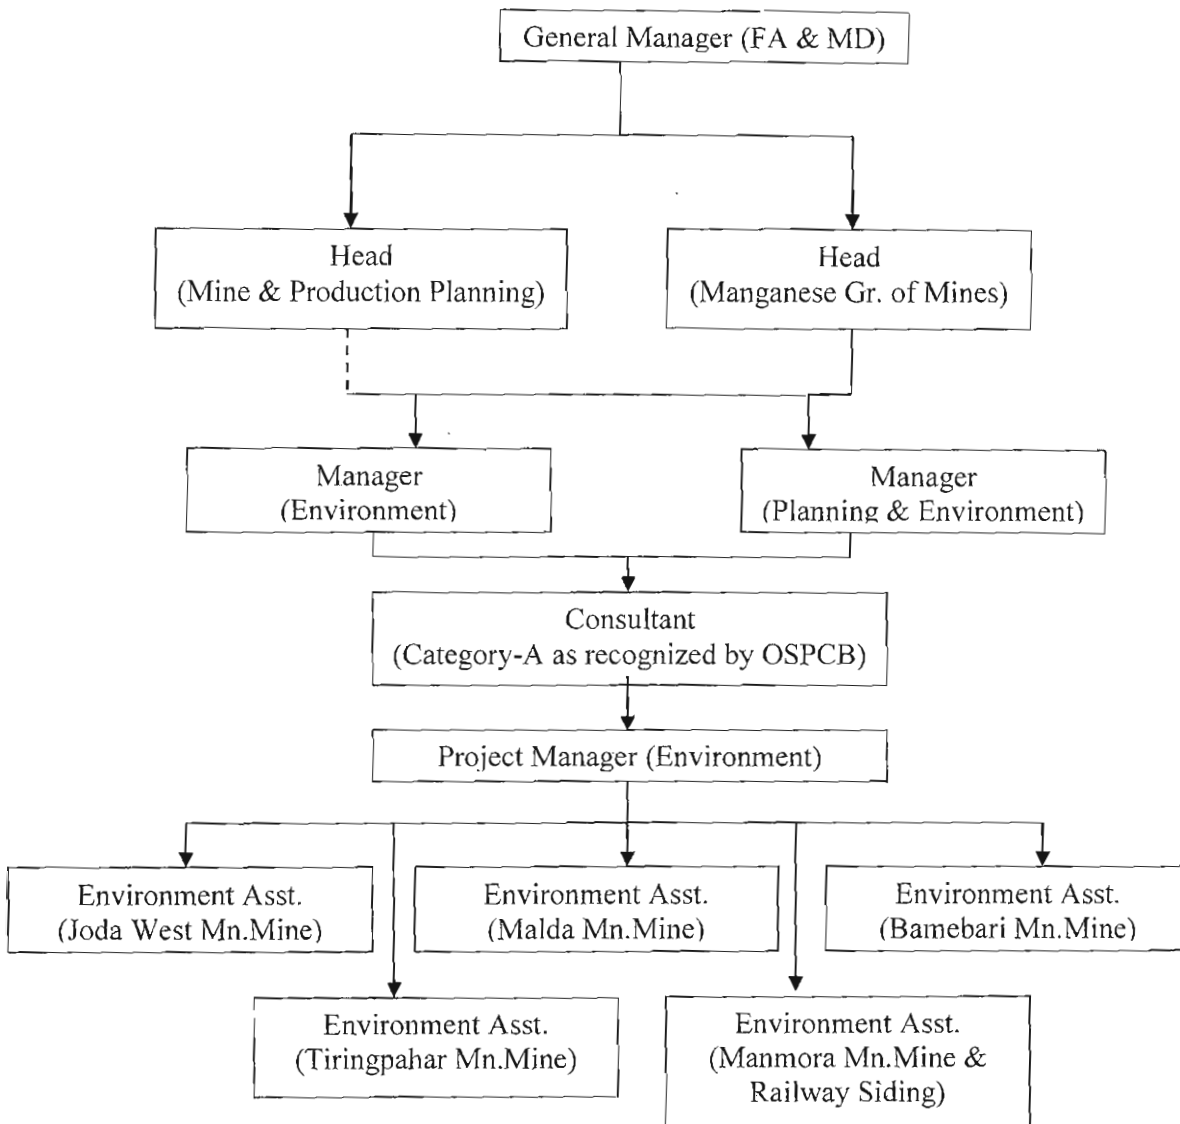 General Manager (FA & MD)
Head
(Mine & Production Planning)
Head
(Manganese Gr. of Mines)
Manager
(Environment)
Manager
(Planning & Environment)
Consultant
(Category-A as recognized by OSPCB)
Project Manager (Environment)
Environment Asst.
(Joda West Mn.Mine)
Environment Asst.
(Malda Mn.Mine)
Environment Asst.
(Bamebari Mn.Mine)
Environment Asst.
(Tiringpahar Mn.Mine)
Environment Asst.
(Manmora Mn.Mine &
Railway Siding)